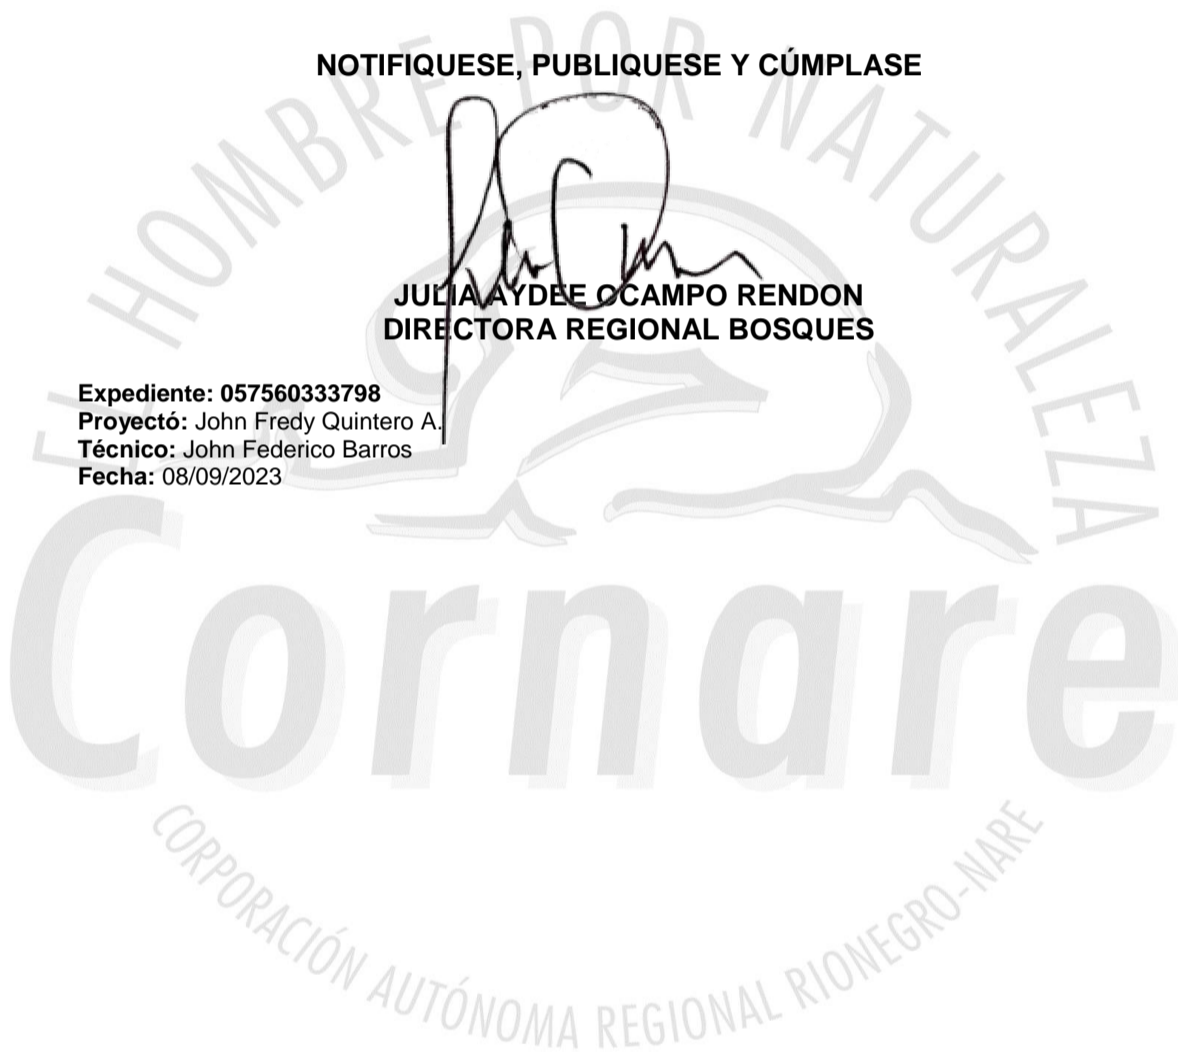 NOTIFIQUESE, PUBLIQUESE Y CÚMPLASE
JULIA AYDEE OCAMPO RENDON
DIRECTORA REGIONAL BOSQUES
Expediente: 057560333798
Proyectó: John Fredy Quintero A.
Técnico: John Federico Barros
Fecha: 08/09/2023
EL HOMBRE POR NATURALEZA
Cornare
CORPORACIÓN AUTÓNOMA REGIONAL RIONEGRO-NARE